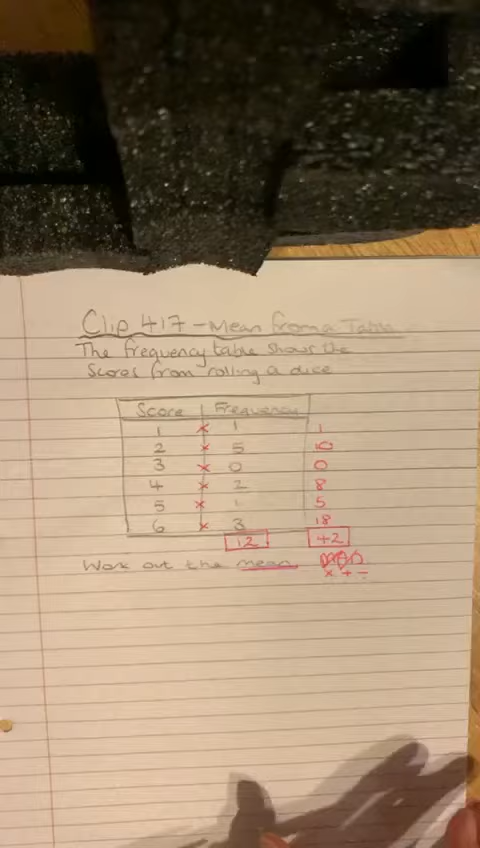 Clip 417 - Mean from a Table
The frequency table shows the
Scores from rolling a dice
Score Frequency
1 × 1 1
2 × 5 10
3 × 0 0
4 × 2 8
5 × 1 5
6 × 3 18
12 42
Work out the mean
× + ÷